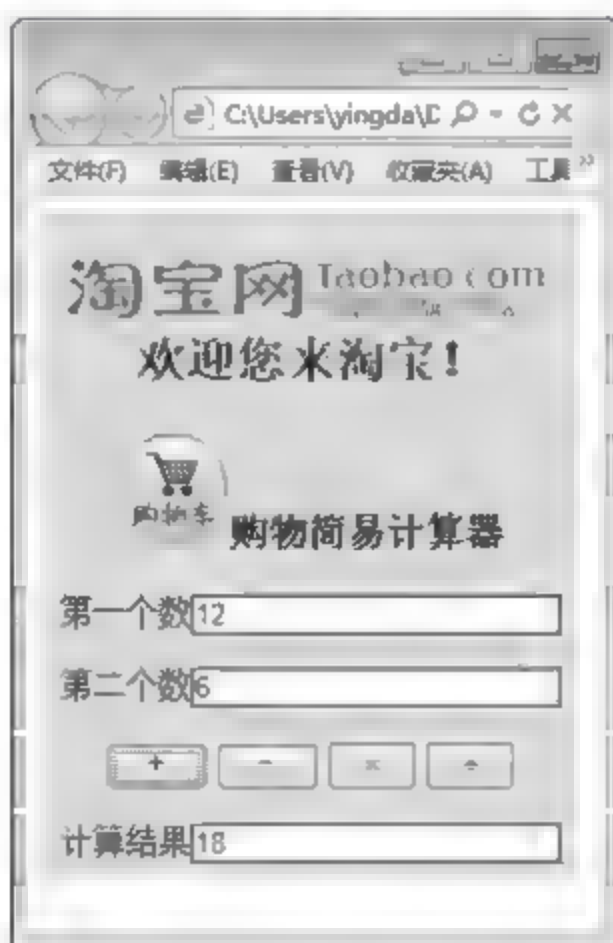 C:\Users\yingda\D
文件(F) 编辑(E) 查看(V) 收藏夹(A) 工具 »
淘宝网 Taobao.com
欢迎您来淘宝!
购物车
购物简易计算器
第一个数 12
第二个数 6
+ - × ÷
计算结果 18